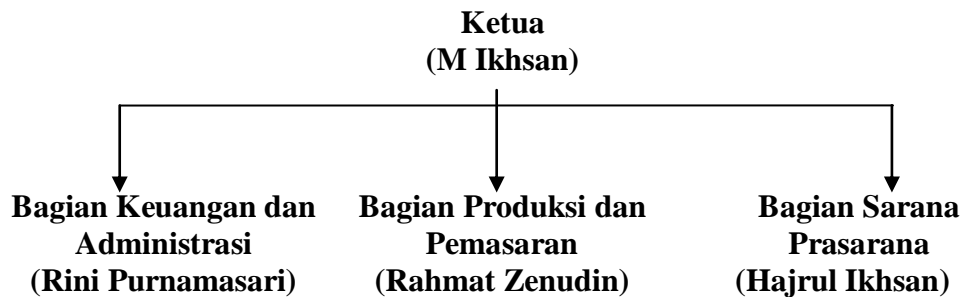 Ketua
(M Ikhsan)
Bagian Keuangan dan
Administrasi
(Rini Purnamasari)
Bagian Produksi dan
Pemasaran
(Rahmat Zenudin)
Bagian Sarana
Prasarana
(Hajrul Ikhsan)